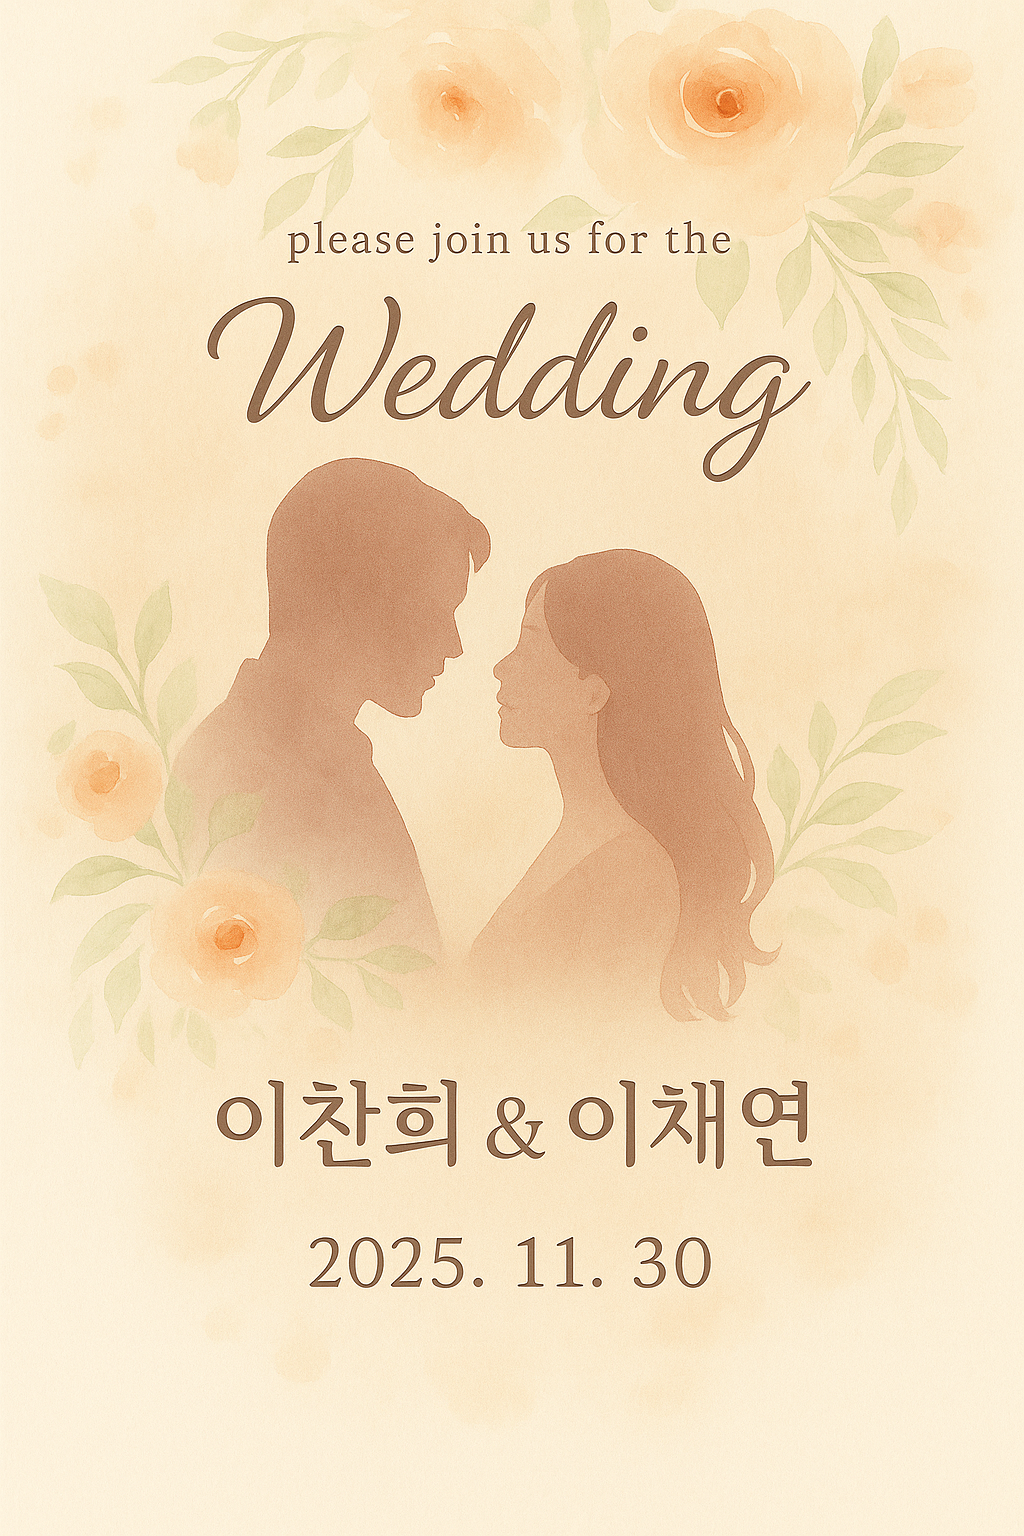 please join us for the
Wedding
이찬희 & 이채연
2025. 11. 30